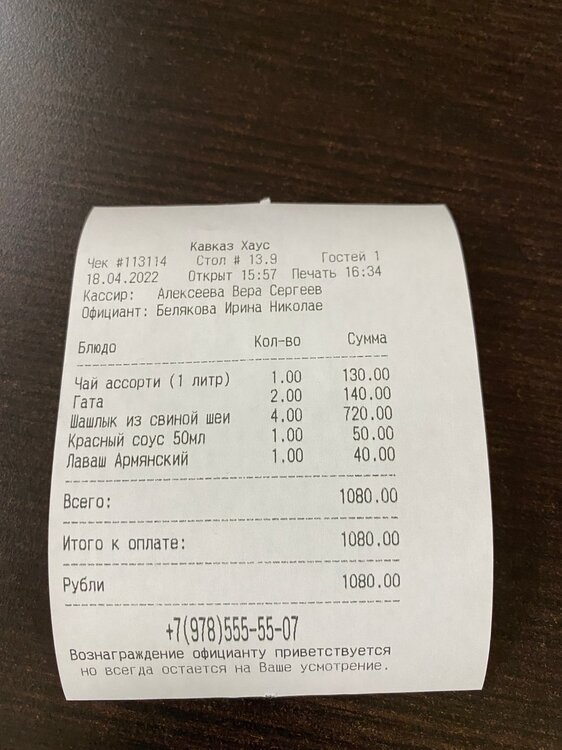 Кавказ Хаус
Чек #113114 Стол # 13.9 Гостей 1
18.04.2022 Открыт 15:57 Печать 16:34
Кассир: Алексеева Вера Сергеев
Официант: Белякова Ирина Николае
Блюдо Кол-во Сумма
Чай ассорти (1 литр) 1.00 130.00
Гата 2.00 140.00
Шашлык из свиной шеи 4.00 720.00
Красный соус 50мл 1.00 50.00
Лаваш Армянский 1.00 40.00
Всего: 1080.00
Итого к оплате: 1080.00
Рубли 1080.00
+7(978)555-55-07
Вознаграждение официанту приветствуется
но всегда остается на Ваше усмотрение.